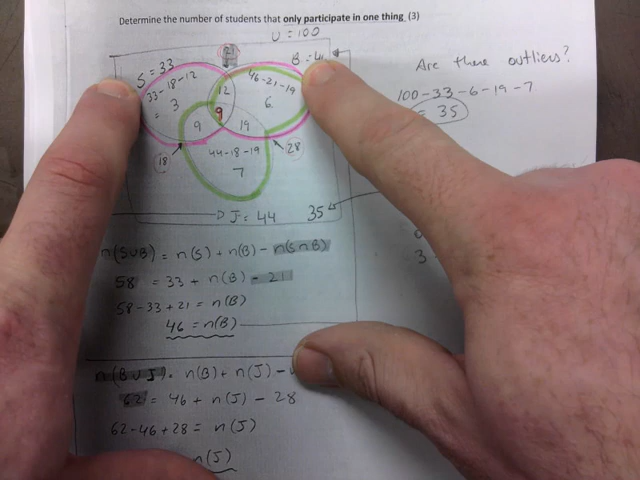 Determine the number of students that only participate in one thing (3)
U = 100
S = 33
33-18-12
= 3
12
46-21-19
6
9
9
19
18
28
44-18-19
7
J = 44
35
Are there outliers?
100-33-6-19-7
= 35
n(S∪B) = n(S) + n(B) - n(S∩B)
58 = 33 + n(B) - 21
58-33+21 = n(B)
46 = n(B)
n(B∪J) = n(B) + n(J) -
62 = 46 + n(J) - 28
62-46+28 = n(J)
n(J)
3